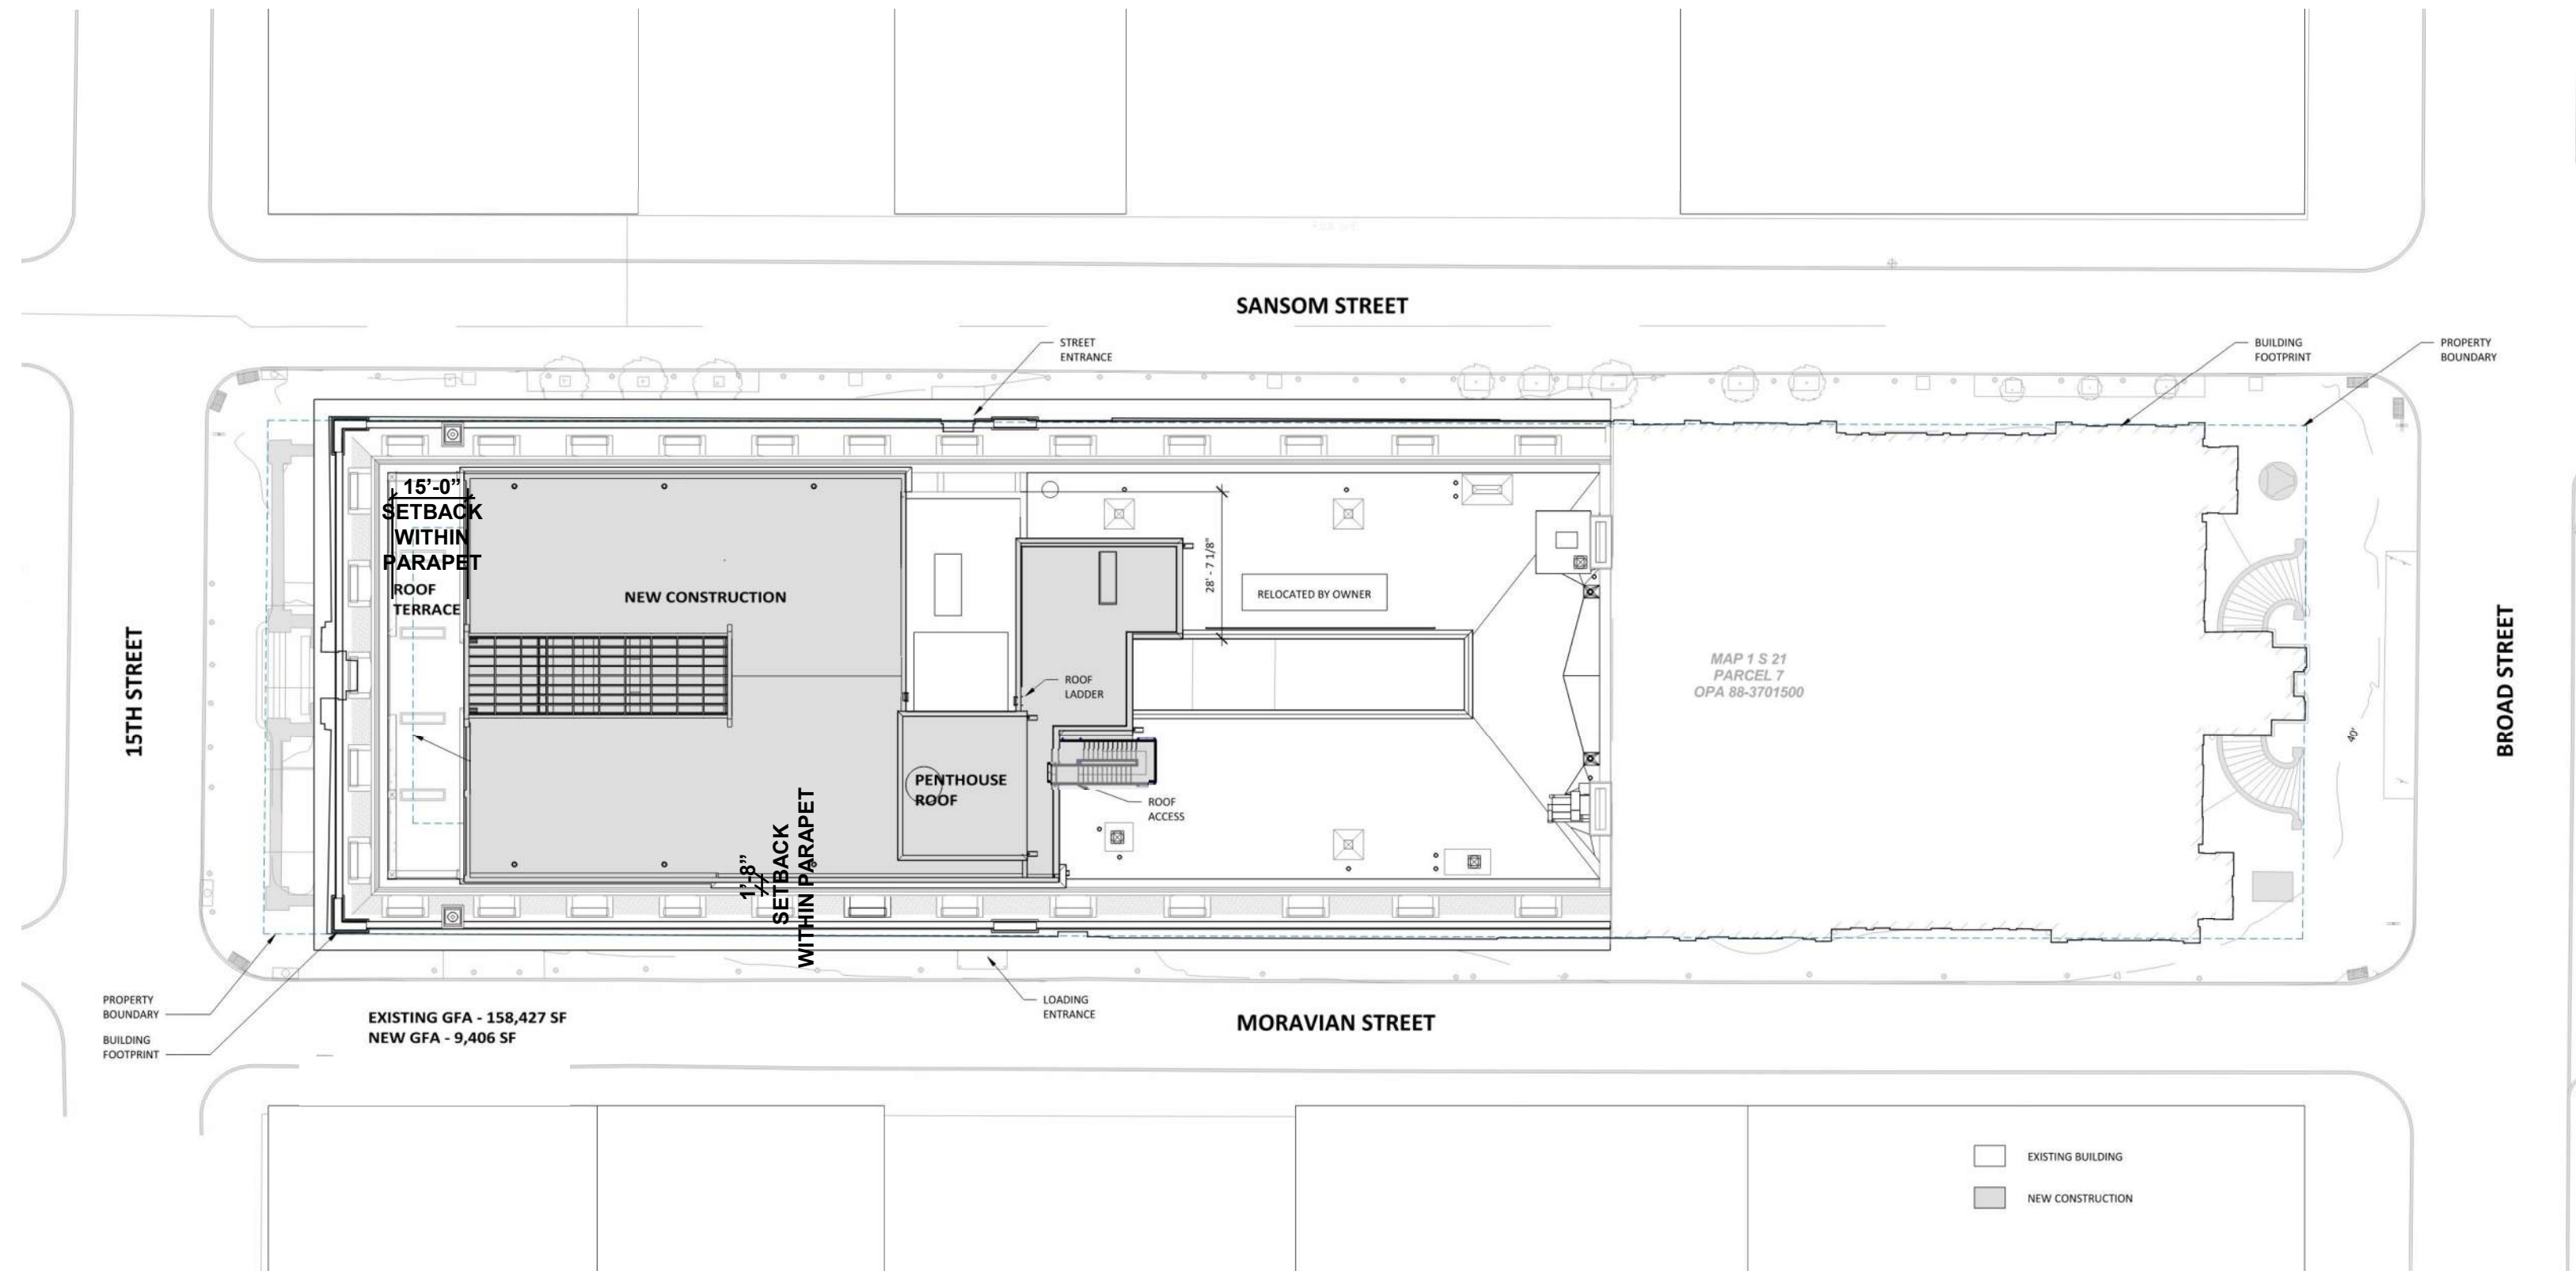 SANSOM STREET
STREET
ENTRANCE
BUILDING
FOOTPRINT
PROPERTY
BOUNDARY
15'-0"
SETBACK
WITHIN
PARAPET
ROOF
TERRACE
NEW CONSTRUCTION
28' - 7 1/8"
RELOCATED BY OWNER
15TH STREET
ROOF
LADDER
MAP 1 S 21
PARCEL 7
OPA 88-3701500
BROAD STREET
40'
PENTHOUSE
ROOF
ROOF
ACCESS
1'-8"
SETBACK
WITHIN PARAPET
PROPERTY
BOUNDARY
BUILDING
FOOTPRINT
EXISTING GFA - 158,427 SF
NEW GFA - 9,406 SF
LOADING
ENTRANCE
MORAVIAN STREET
EXISTING BUILDING
NEW CONSTRUCTION